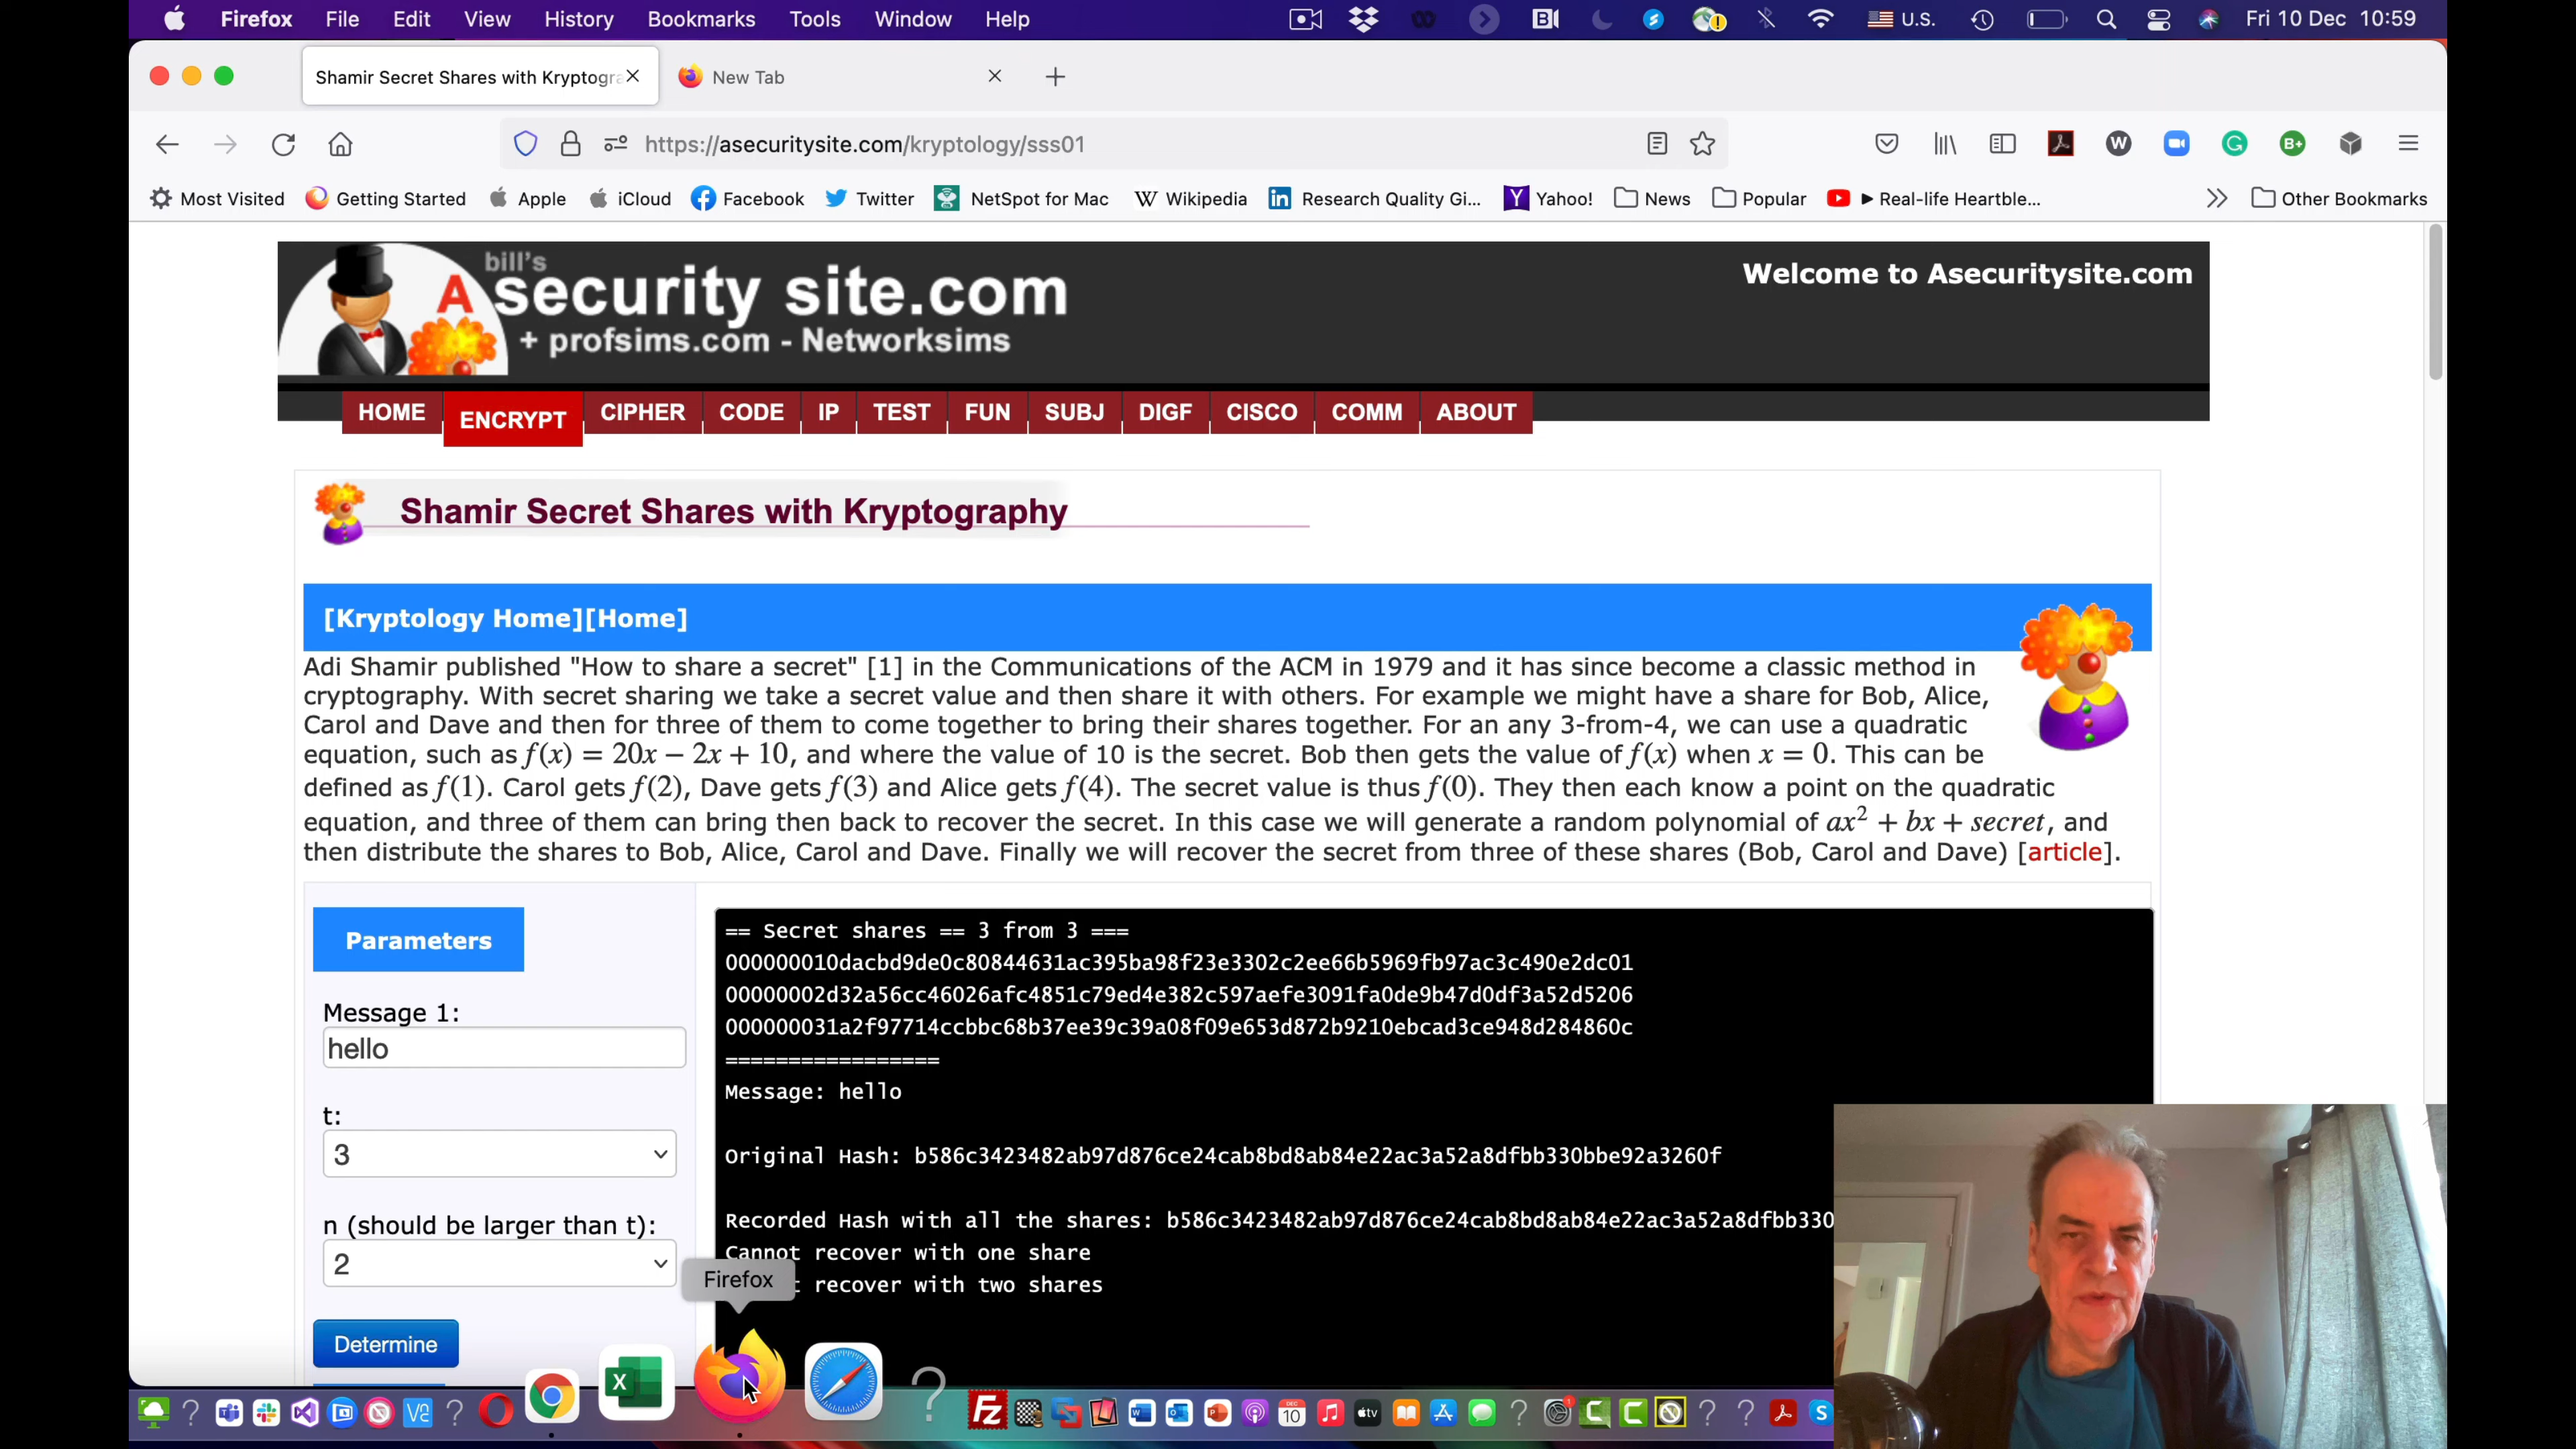 Firefox File Edit View History Bookmarks Tools Window Help U.S. Fri 10 Dec 10:59
Shamir Secret Shares with Kryptogra New Tab
https://asecuritysite.com/kryptology/sss01
Most Visited Getting Started Apple iCloud Facebook Twitter NetSpot for Mac Wikipedia Research Quality Gi... Yahoo! News Popular ► Real-life Heartble... Other Bookmarks
bill's
A security site.com
+ profsims.com - Networksims
Welcome to Asecuritysite.com
HOME ENCRYPT CIPHER CODE IP TEST FUN SUBJ DIGF CISCO COMM ABOUT
Shamir Secret Shares with Kryptography
[Kryptology Home][Home]
Adi Shamir published "How to share a secret" [1] in the Communications of the ACM in 1979 and it has since become a classic method in
cryptography. With secret sharing we take a secret value and then share it with others. For example we might have a share for Bob, Alice,
Carol and Dave and then for three of them to come together to bring their shares together. For an any 3-from-4, we can use a quadratic
equation, such as f(x) = 20x − 2x + 10, and where the value of 10 is the secret. Bob then gets the value of f(x) when x = 0. This can be
defined as f(1). Carol gets f(2), Dave gets f(3) and Alice gets f(4). The secret value is thus f(0). They then each know a point on the quadratic
equation, and three of them can bring then back to recover the secret. In this case we will generate a random polynomial of ax² + bx + secret, and
then distribute the shares to Bob, Alice, Carol and Dave. Finally we will recover the secret from three of these shares (Bob, Carol and Dave) [article].
Parameters
Message 1:
hello
t:
3
n (should be larger than t):
2
Determine
== Secret shares == 3 from 3 ===
000000010dacbd9de0c80844631ac395ba98f23e3302c2ee66b5969fb97ac3c490e2dc01
00000002d32a56cc46026afc4851c79ed4e382c597aefe3091fa0de9b47d0df3a52d5206
000000031a2f97714ccbbc68b37ee39c39a08f09e653d872b9210ebcad3ce948d284860c
=================
Message: hello
Original Hash: b586c3423482ab97d876ce24cab8bd8ab84e22ac3a52a8dfbb330bbe92a3260f
Recorded Hash with all the shares: b586c3423482ab97d876ce24cab8bd8ab84e22ac3a52a8dfbb330
Cannot recover with one share
t recover with two shares
Firefox